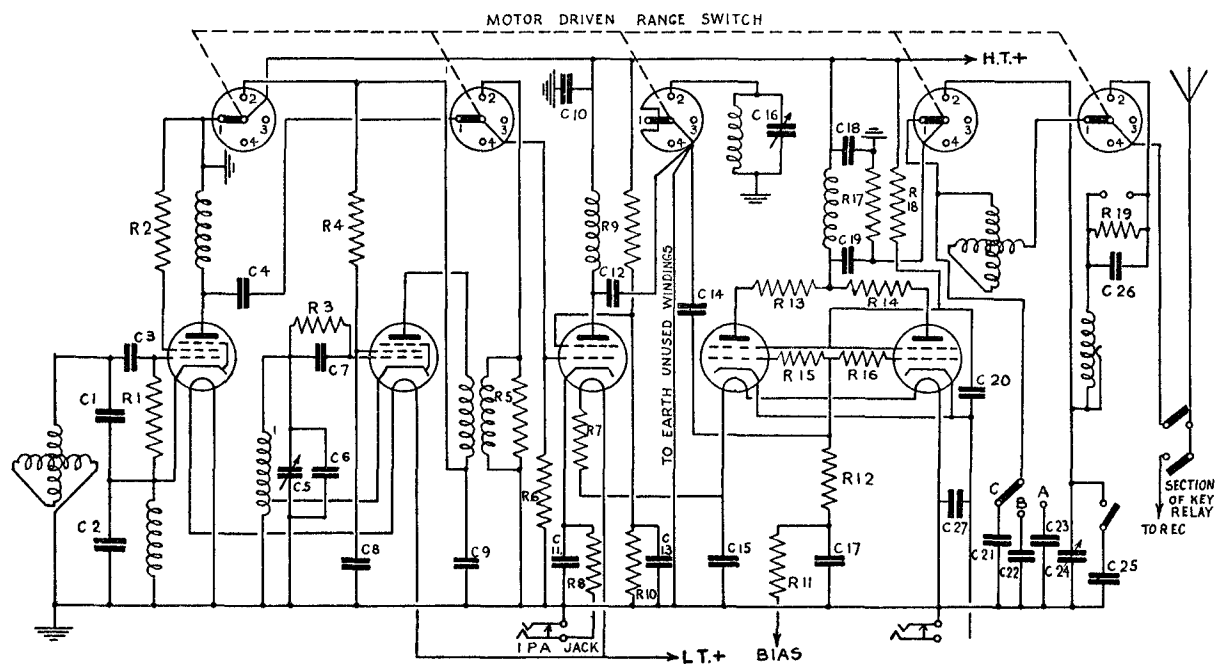 MOTOR DRIVEN RANGE SWITCH
H.T.+
2
1
3
4
2
1
3
4
C10
2
1
3
4
C16
C18
R17
R18
2
1
3
4
2
1
3
4
R2
R4
R9
C19
R19
C4
C12
C26
C3
R3
C7
TO EARTH UNUSED WINDINGS
C14
R13
R14
R15
R16
C20
C1
R1
R5
R7
C5
C6
R6
R12
C27
C
B
A
SECTION OF KEY RELAY
TO REC
C2
C8
C9
C11
R8
R10
C13
C15
R11
C17
C21
C22
C23
C24
C25
IPA JACK
L.T.+
BIAS